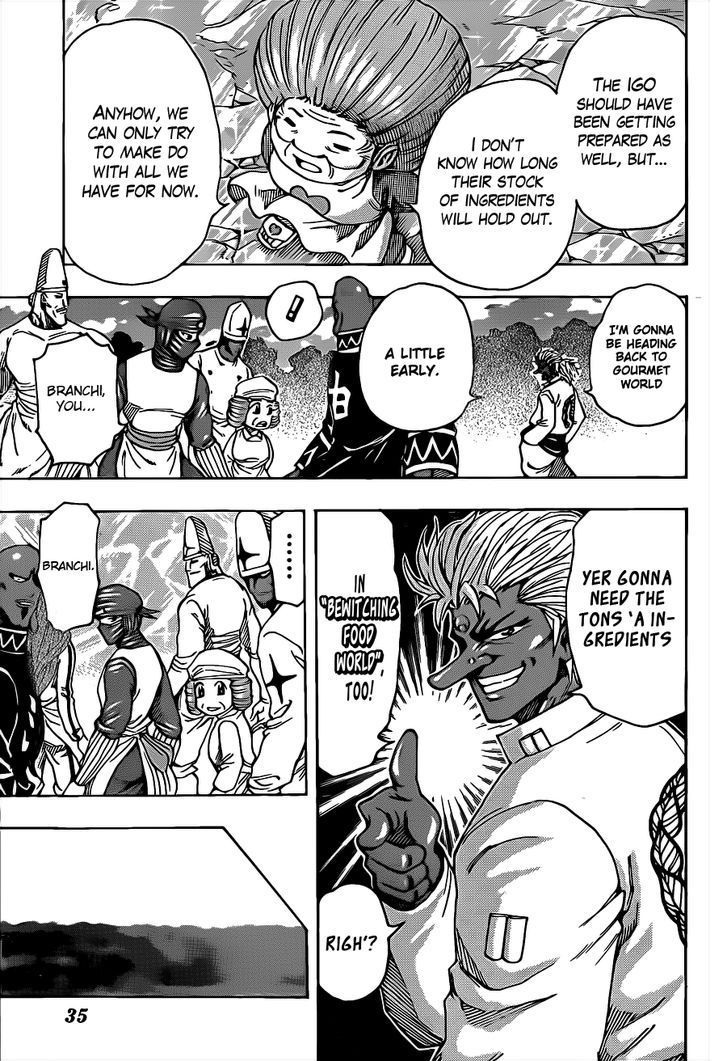 THE IGO
SHOULD HAVE
BEEN GETTING
PREPARED AS
WELL, BUT...
I DON'T
KNOW HOW LONG
THEIR STOCK
OF INGREDIENTS
WILL HOLD OUT.
ANYHOW, WE
CAN ONLY TRY
TO MAKE DO
WITH ALL WE
HAVE FOR NOW.
I'M GONNA
BE HEADING
BACK TO
GOURMET
WORLD
A LITTLE
EARLY.
!
BRANCHI,
YOU...
YER GONNA
NEED THE
TONS 'A IN-
GREDIENTS
IN
"BEWITCHING
FOOD
WORLD",
TOO!
RIGH'?
......
BRANCHI.
35